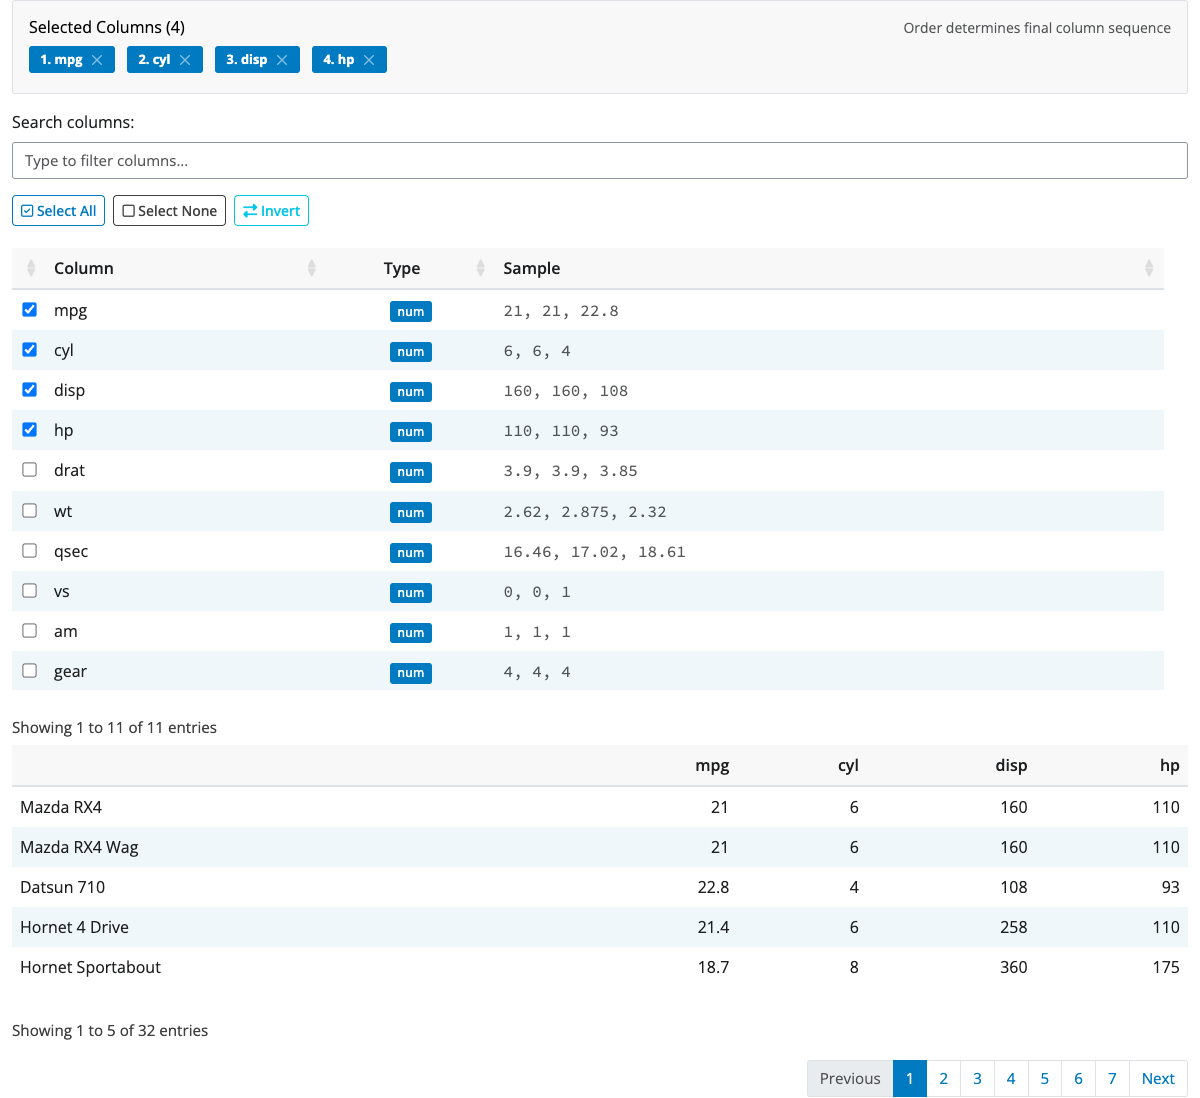 Selected Columns (4)
Order determines final column sequence
1. mpg
2. cyl
3. disp
4. hp
Search columns:
Type to filter columns...
Select All
Select None
Invert
Column Type Sample
mpg num 21, 21, 22.8
cyl num 6, 6, 4
disp num 160, 160, 108
hp num 110, 110, 93
drat num 3.9, 3.9, 3.85
wt num 2.62, 2.875, 2.32
qsec num 16.46, 17.02, 18.61
vs num 0, 0, 1
am num 1, 1, 1
gear num 4, 4, 4
Showing 1 to 11 of 11 entries
mpg cyl disp hp
Mazda RX4 21 6 160 110
Mazda RX4 Wag 21 6 160 110
Datsun 710 22.8 4 108 93
Hornet 4 Drive 21.4 6 258 110
Hornet Sportabout 18.7 8 360 175
Showing 1 to 5 of 32 entries
Previous 1 2 3 4 5 6 7 Next